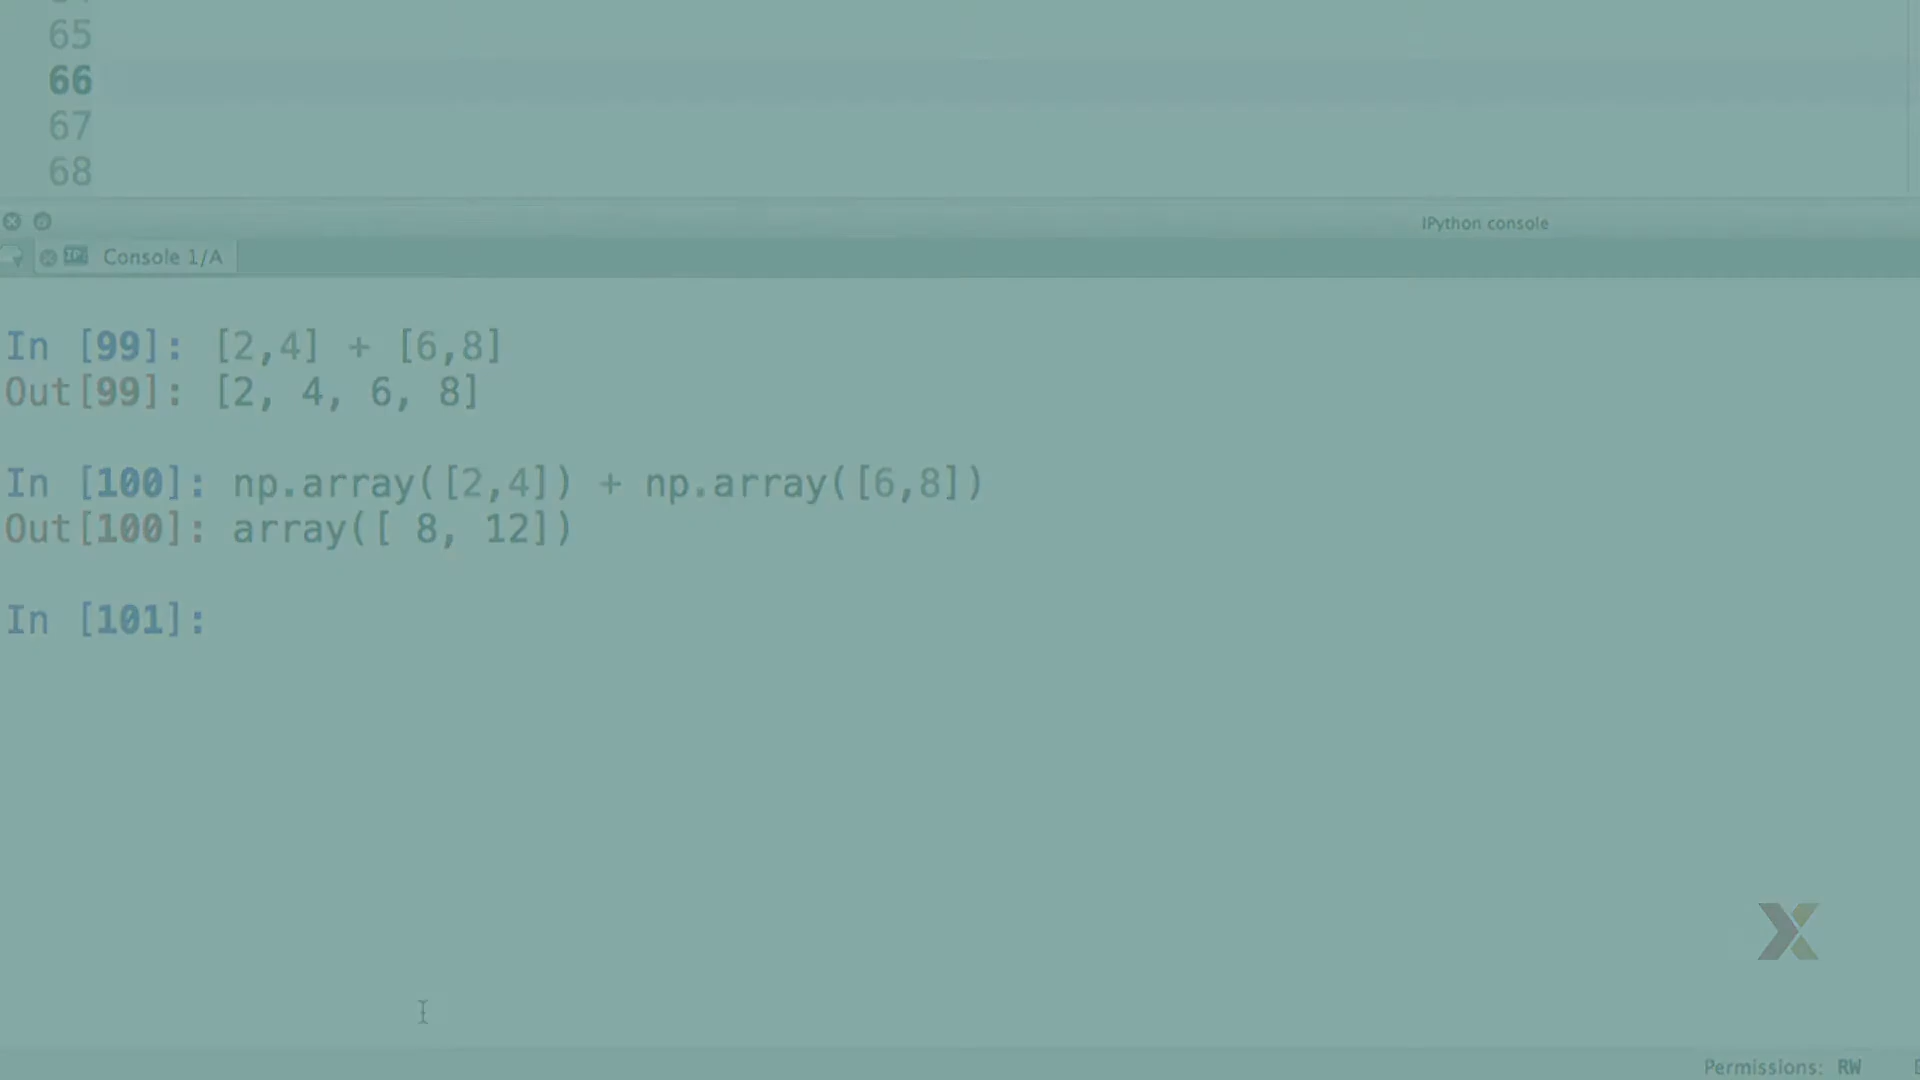 65
66
67
68
IPython console
Console 1/A
In [99]: [2,4] + [6,8]
Out[99]: [2, 4, 6, 8]
In [100]: np.array([2,4]) + np.array([6,8])
Out[100]: array([ 8, 12])
In [101]:
X
Permissions: RW